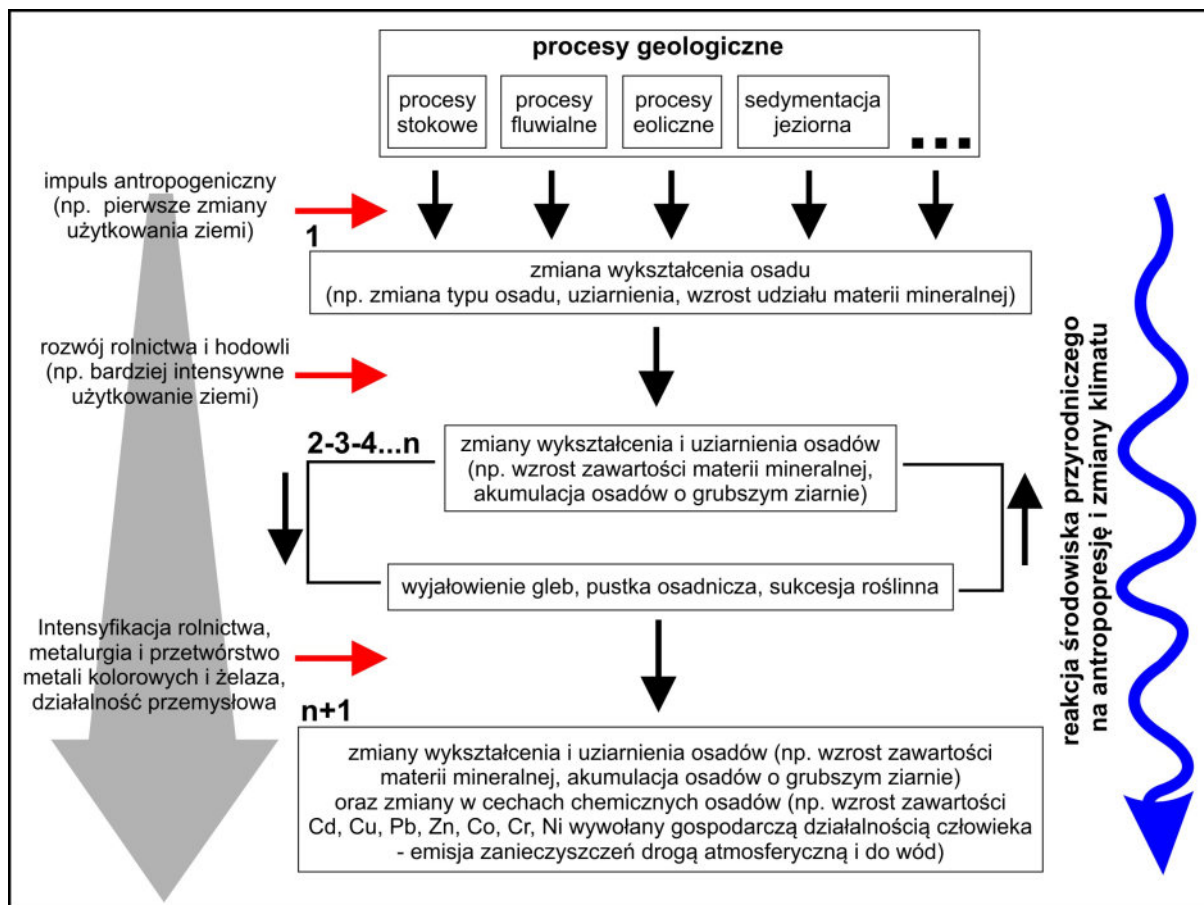 procesy geologiczne
procesy
stokowe
procesy
fluwialne
procesy
eoliczne
sedymentacja
jeziorna
...
impuls antropogeniczny
(np. pierwsze zmiany
użytkowania ziemi)
1
zmiana wykształcenia osadu
(np. zmiana typu osadu, uziarnienia, wzrost udziału materii mineralnej)
rozwój rolnictwa i hodowli
(np. bardziej intensywne
użytkowanie ziemi)
2-3-4...n
zmiany wykształcenia i uziarnienia osadów
(np. wzrost zawartości materii mineralnej,
akumulacja osadów o grubszym ziarnie)
wyjałowienie gleb, pustka osadnicza, sukcesja roślinna
Intensyfikacja rolnictwa,
metalurgia i przetwórstwo
metali kolorowych i żelaza,
działalność przemysłowa
n+1
zmiany wykształcenia i uziarnienia osadów (np. wzrost zawartości
materii mineralnej, akumulacja osadów o grubszym ziarnie)
oraz zmiany w cechach chemicznych osadów (np. wzrost zawartości
Cd, Cu, Pb, Zn, Co, Cr, Ni wywołany gospodarczą działalnością człowieka
- emisja zanieczyszczeń drogą atmosferyczną i do wód)
reakcja środowiska przyrodniczego
na antropopresję i zmiany klimatu